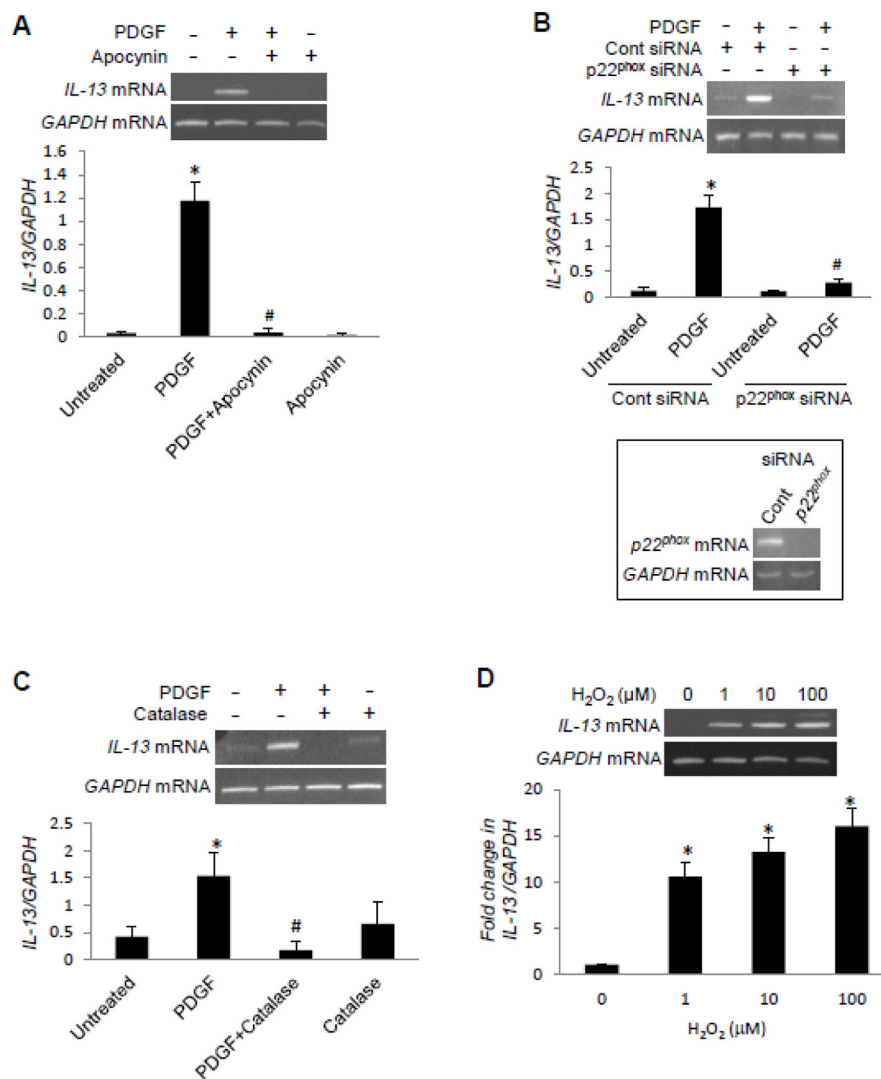 A
PDGF – + + –
Apocynin – – + +
IL-13 mRNA
GAPDH mRNA
1.6
1.4
1.2
1
0.8
0.6
0.4
0.2
0
IL-13/GAPDH
*
#
Untreated
PDGF
PDGF+Apocynin
Apocynin
B
PDGF – + – +
Cont siRNA + + – –
p22phox siRNA – – + +
IL-13 mRNA
GAPDH mRNA
2.5
2
1.5
1
0.5
0
IL-13/GAPDH
*
#
Untreated
PDGF
Untreated
PDGF
Cont siRNA p22phox siRNA
siRNA
Cont
p22phox
p22phox mRNA
GAPDH mRNA
C
PDGF – + + –
Catalase – – + +
IL-13 mRNA
GAPDH mRNA
2.5
2
1.5
1
0.5
0
IL-13/GAPDH
*
#
Untreated
PDGF
PDGF+Catalase
Catalase
D
H₂O₂ (μM) 0 1 10 100
IL-13 mRNA
GAPDH mRNA
20
15
10
5
0
Fold change in
IL-13 /GAPDH
*
*
*
0 1 10 100
H₂O₂ (μM)